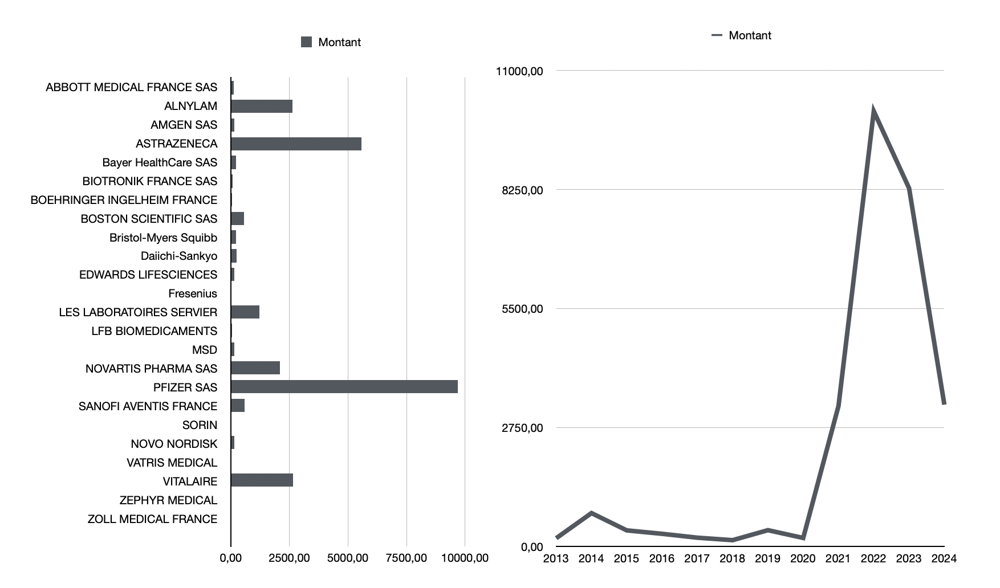 Montant
ABBOTT MEDICAL FRANCE SAS
ALNYLAM
AMGEN SAS
ASTRAZENECA
Bayer HealthCare SAS
BIOTRONIK FRANCE SAS
BOEHRINGER INGELHEIM FRANCE
BOSTON SCIENTIFIC SAS
Bristol-Myers Squibb
Daiichi-Sankyo
EDWARDS LIFESCIENCES
Fresenius
LES LABORATOIRES SERVIER
LFB BIOMEDICAMENTS
MSD
NOVARTIS PHARMA SAS
PFIZER SAS
SANOFI AVENTIS FRANCE
SORIN
NOVO NORDISK
VATRIS MEDICAL
VITALAIRE
ZEPHYR MEDICAL
ZOLL MEDICAL FRANCE
0,00 2500,00 5000,00 7500,00 10000,00
Montant
11000,00
8250,00
5500,00
2750,00
0,00
2013 2014 2015 2016 2017 2018 2019 2020 2021 2022 2023 2024